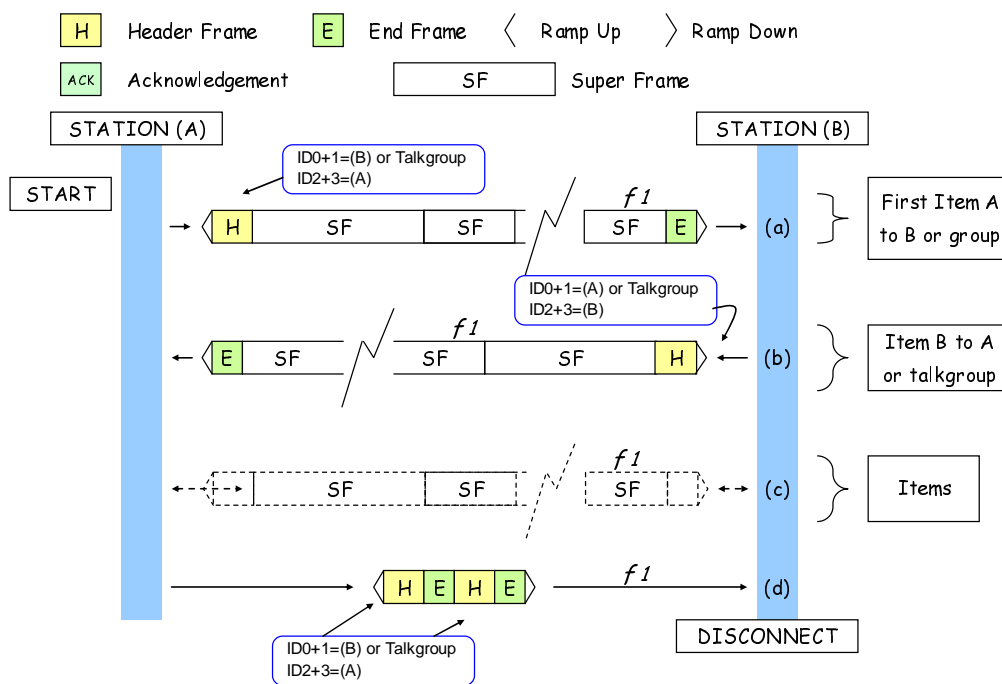 H Header Frame E End Frame Ramp Up Ramp Down
ACK Acknowledgement SF Super Frame
STATION (A) STATION (B)
START
ID0+1=(B) or Talkgroup
ID2+3=(A)
H SF SF f1 SF E (a)
First Item A
to B or group
ID0+1=(A) or Talkgroup
ID2+3=(B)
E SF SF f1 SF H (b)
Item B to A
or talkgroup
SF SF f1 SF (c)
Items
H E H E f1 (d)
ID0+1=(B) or Talkgroup
ID2+3=(A)
DISCONNECT